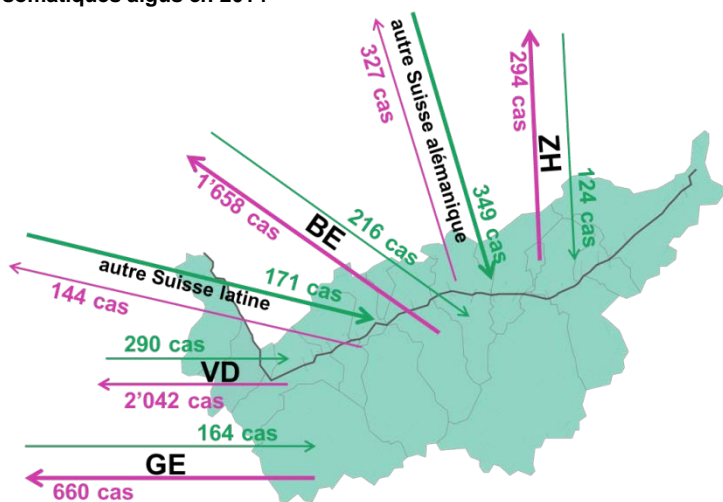 somatiques aigus en 2014
327 cas
autre Suisse alémanique
349 cas
294 cas
ZH
124 cas
1'658 cas
BE
216 cas
autre Suisse latine
171 cas
144 cas
290 cas
VD
2'042 cas
164 cas
GE
660 cas